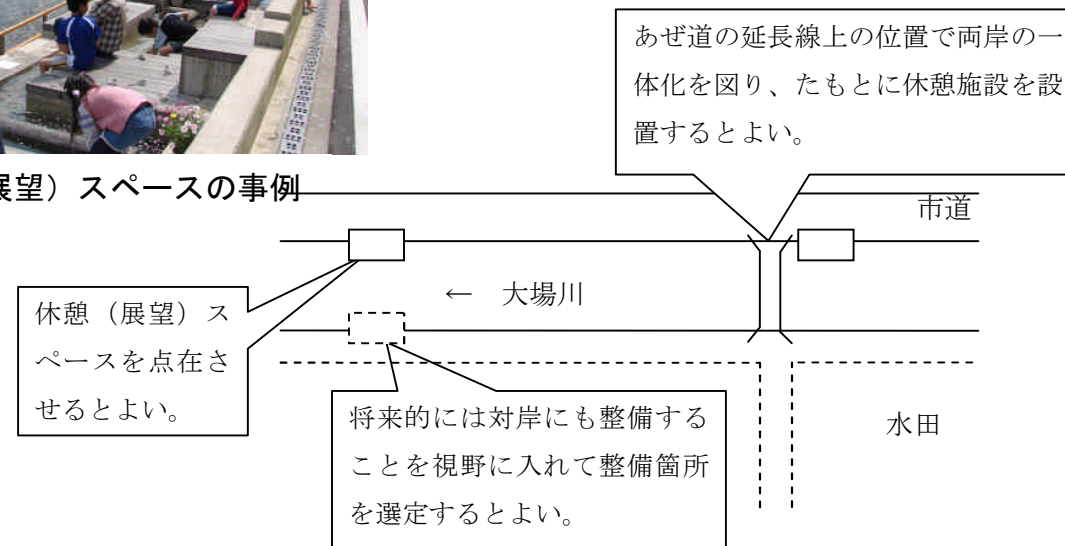 あぜ道の延長線上の位置で両岸の一
体化を図り、たもとに休憩施設を設
置するとよい。
展望）スペースの事例
市道
← 大場川
休憩（展望）ス
ペースを点在さ
せるとよい。
将来的には対岸にも整備する
ことを視野に入れて整備箇所
を選定するとよい。
水田